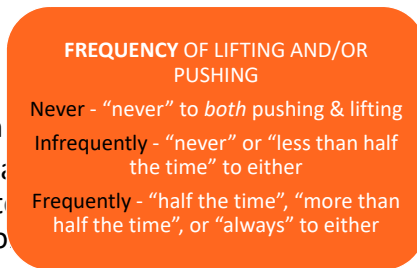 FREQUENCY OF LIFTING AND/OR
PUSHING
Never - “never” to both pushing & lifting
Infrequently - “never” or “less than half
the time” to either
Frequently - “half the time”, “more than
half the time”, or “always” to either